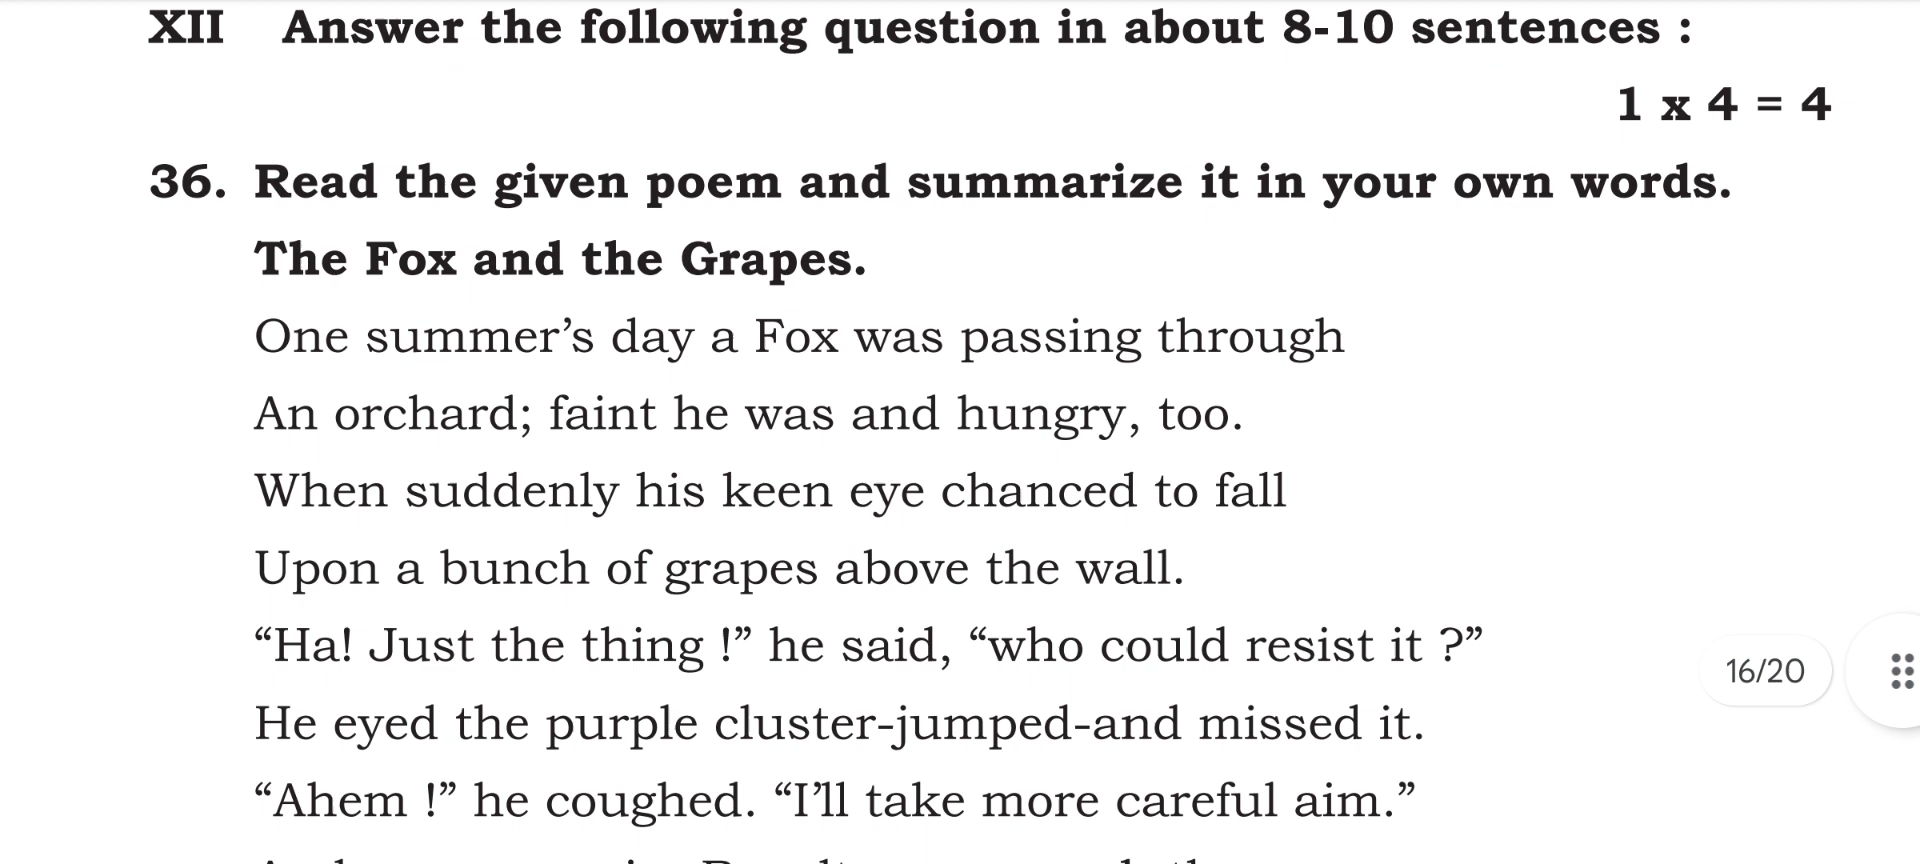 XII Answer the following question in about 8-10 sentences :
1 x 4 = 4
36. Read the given poem and summarize it in your own words.
The Fox and the Grapes.
One summer’s day a Fox was passing through
An orchard; faint he was and hungry, too.
When suddenly his keen eye chanced to fall
Upon a bunch of grapes above the wall.
“Ha! Just the thing !” he said, “who could resist it ?”
16/20
He eyed the purple cluster-jumped-and missed it.
“Ahem !” he coughed. “I’ll take more careful aim.”